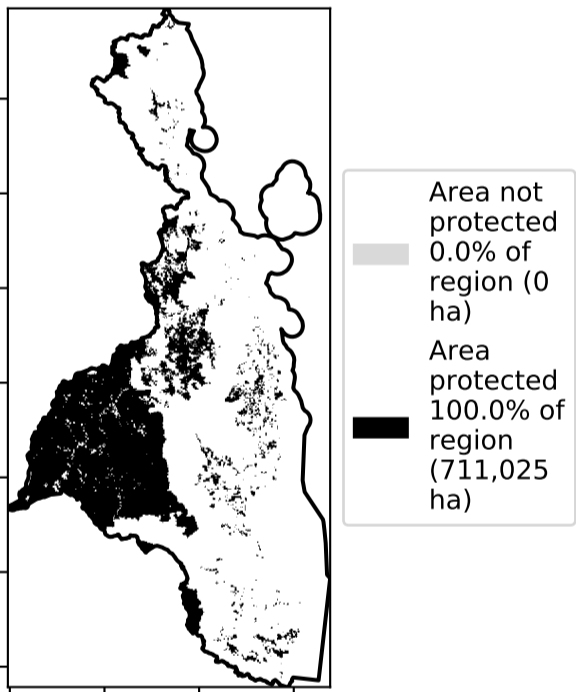 Area not
protected
0.0% of
region (0
ha)
Area
protected
100.0% of
region
(711,025
ha)